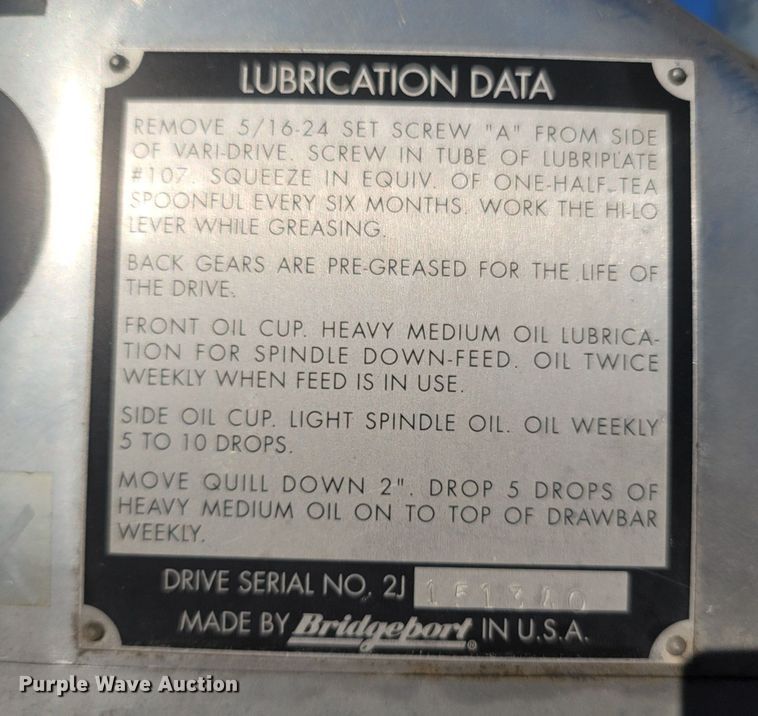 LUBRICATION DATA
REMOVE 5/16-24 SET SCREW "A" FROM SIDE
OF VARI-DRIVE. SCREW IN TUBE OF LUBRIPLATE
#107. SQUEEZE IN EQUIV. OF ONE-HALF TEA
SPOONFUL EVERY SIX MONTHS. WORK THE HI-LO
LEVER WHILE GREASING.
BACK GEARS ARE PRE-GREASED FOR THE LIFE OF
THE DRIVE.
FRONT OIL CUP. HEAVY MEDIUM OIL LUBRICA-
TION FOR SPINDLE DOWN-FEED. OIL TWICE
WEEKLY WHEN FEED IS IN USE.
SIDE OIL CUP. LIGHT SPINDLE OIL. OIL WEEKLY
5 TO 10 DROPS.
MOVE QUILL DOWN 2". DROP 5 DROPS OF
HEAVY MEDIUM OIL ON TO TOP OF DRAWBAR
WEEKLY.
DRIVE SERIAL NO. 2J
MADE BY Bridgeport® IN U.S.A.
Purple Wave Auction